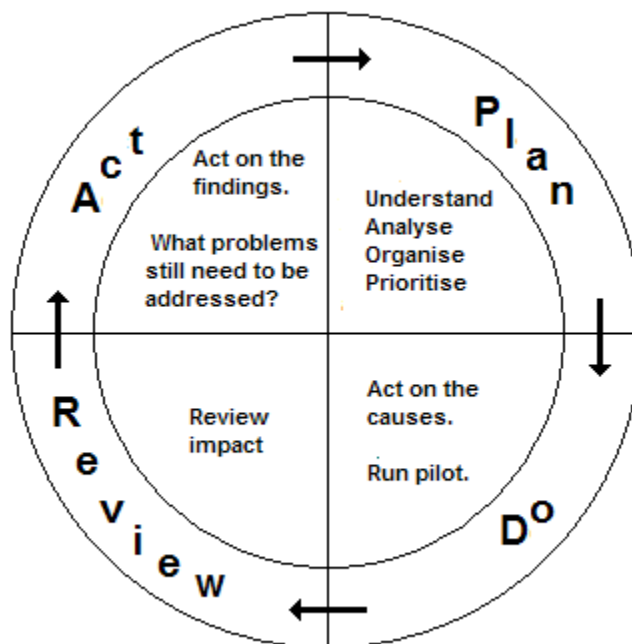 Plan
Understand
Analyse
Organise
Prioritise
Do
Act on the
causes.
Run pilot.
Review
Review
impact
Act
Act on the
findings.
What problems
still need to be
addressed?